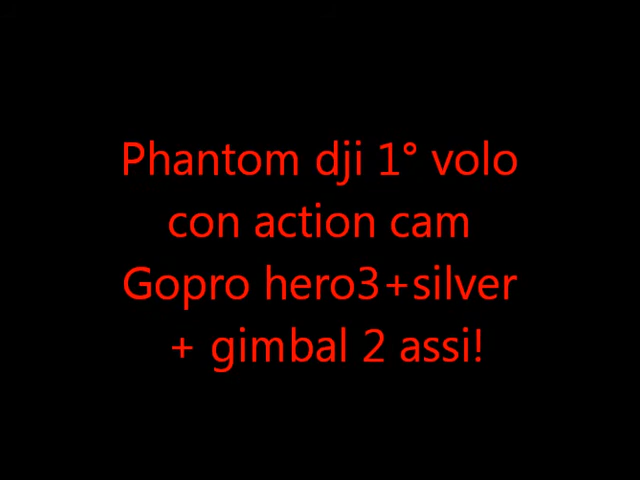 Phantom dji 1° volo
con action cam
Gopro hero3+silver
+ gimbal 2 assi!